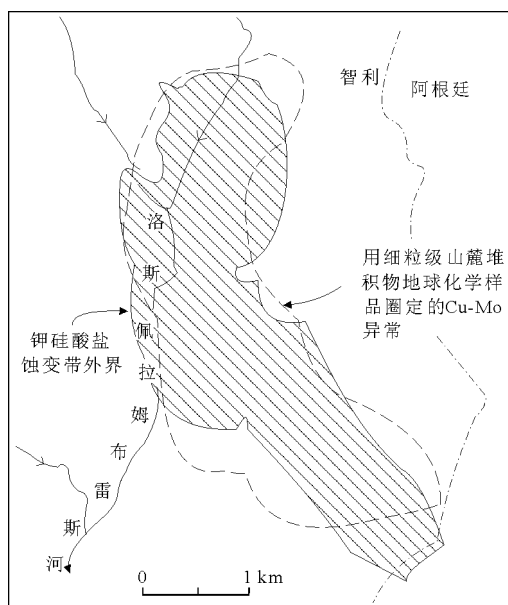 智利
阿根廷
洛斯佩拉姆布雷斯河
用细粒级山麓堆
积物地球化学样
品圈定的Cu-Mo
异常
钾硅酸盐
蚀变带外界
0 1 km